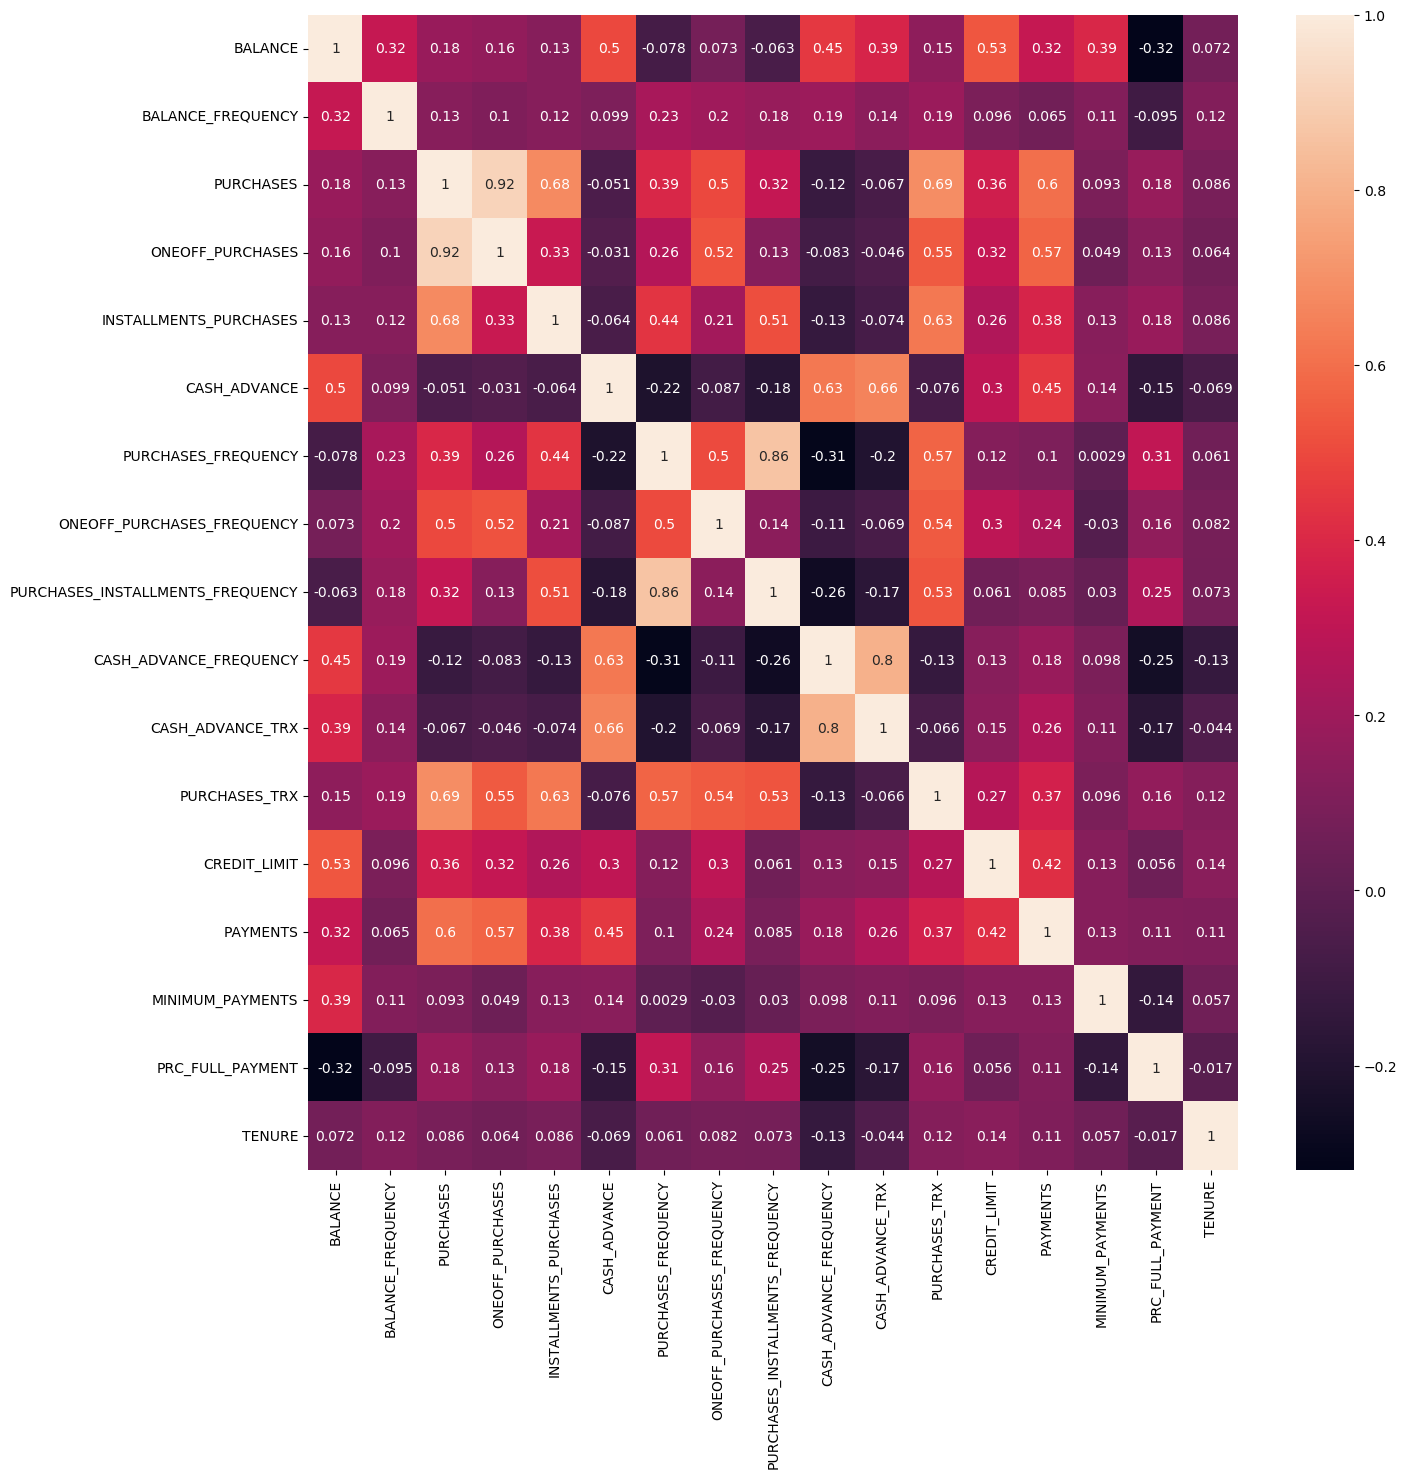 BALANCE 1 0.32 0.18 0.16 0.13 0.5 -0.078 0.073 -0.063 0.45 0.39 0.15 0.53 0.32 0.39 -0.32 0.072
BALANCE_FREQUENCY 0.32 1 0.13 0.1 0.12 0.099 0.23 0.2 0.18 0.19 0.14 0.19 0.096 0.065 0.11 -0.095 0.12
PURCHASES 0.18 0.13 1 0.92 0.68 -0.051 0.39 0.5 0.32 -0.12 -0.067 0.69 0.36 0.6 0.093 0.18 0.086
ONEOFF_PURCHASES 0.16 0.1 0.92 1 0.33 -0.031 0.26 0.52 0.13 -0.083 -0.046 0.55 0.32 0.57 0.049 0.13 0.064
INSTALLMENTS_PURCHASES 0.13 0.12 0.68 0.33 1 -0.064 0.44 0.21 0.51 -0.13 -0.074 0.63 0.26 0.38 0.13 0.18 0.086
CASH_ADVANCE 0.5 0.099 -0.051 -0.031 -0.064 1 -0.22 -0.087 -0.18 0.63 0.66 -0.076 0.3 0.45 0.14 -0.15 -0.069
PURCHASES_FREQUENCY -0.078 0.23 0.39 0.26 0.44 -0.22 1 0.5 0.86 -0.31 -0.2 0.57 0.12 0.1 0.0029 0.31 0.061
ONEOFF_PURCHASES_FREQUENCY 0.073 0.2 0.5 0.52 0.21 -0.087 0.5 1 0.14 -0.11 -0.069 0.54 0.3 0.24 -0.03 0.16 0.082
PURCHASES_INSTALLMENTS_FREQUENCY -0.063 0.18 0.32 0.13 0.51 -0.18 0.86 0.14 1 -0.26 -0.17 0.53 0.061 0.085 0.03 0.25 0.073
CASH_ADVANCE_FREQUENCY 0.45 0.19 -0.12 -0.083 -0.13 0.63 -0.31 -0.11 -0.26 1 0.8 -0.13 0.13 0.18 0.098 -0.25 -0.13
CASH_ADVANCE_TRX 0.39 0.14 -0.067 -0.046 -0.074 0.66 -0.2 -0.069 -0.17 0.8 1 -0.066 0.15 0.26 0.11 -0.17 -0.044
PURCHASES_TRX 0.15 0.19 0.69 0.55 0.63 -0.076 0.57 0.54 0.53 -0.13 -0.066 1 0.27 0.37 0.096 0.16 0.12
CREDIT_LIMIT 0.53 0.096 0.36 0.32 0.26 0.3 0.12 0.3 0.061 0.13 0.15 0.27 1 0.42 0.13 0.056 0.14
PAYMENTS 0.32 0.065 0.6 0.57 0.38 0.45 0.1 0.24 0.085 0.18 0.26 0.37 0.42 1 0.13 0.11 0.11
MINIMUM_PAYMENTS 0.39 0.11 0.093 0.049 0.13 0.14 0.0029 -0.03 0.03 0.098 0.11 0.096 0.13 0.13 1 -0.14 0.057
PRC_FULL_PAYMENT -0.32 -0.095 0.18 0.13 0.18 -0.15 0.31 0.16 0.25 -0.25 -0.17 0.16 0.056 0.11 -0.14 1 -0.017
TENURE 0.072 0.12 0.086 0.064 0.086 -0.069 0.061 0.082 0.073 -0.13 -0.044 0.12 0.14 0.11 0.057 -0.017 1
BALANCE
BALANCE_FREQUENCY
PURCHASES
ONEOFF_PURCHASES
INSTALLMENTS_PURCHASES
CASH_ADVANCE
PURCHASES_FREQUENCY
ONEOFF_PURCHASES_FREQUENCY
PURCHASES_INSTALLMENTS_FREQUENCY
CASH_ADVANCE_FREQUENCY
CASH_ADVANCE_TRX
PURCHASES_TRX
CREDIT_LIMIT
PAYMENTS
MINIMUM_PAYMENTS
PRC_FULL_PAYMENT
TENURE
1.0
0.8
0.6
0.4
0.2
0.0
−0.2